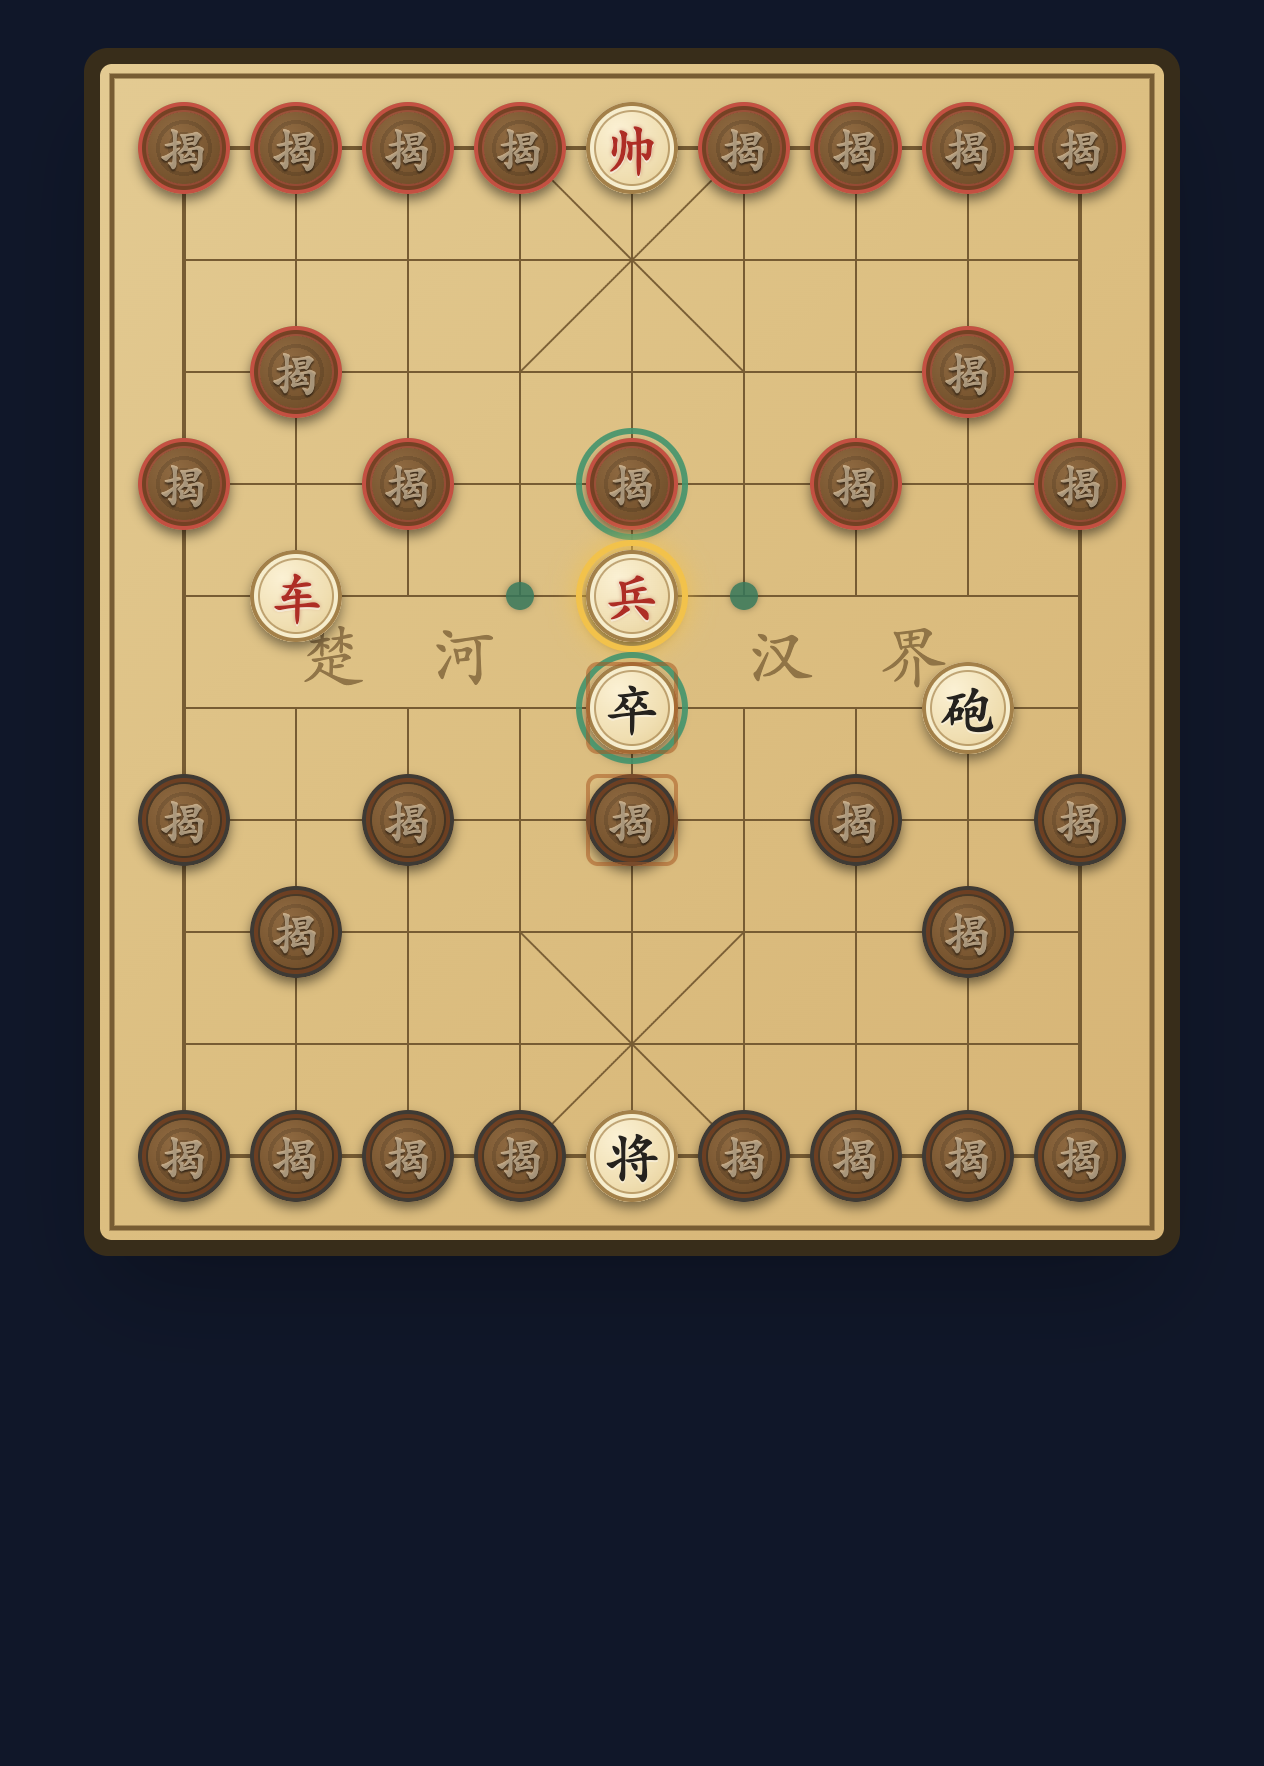 揭 揭 揭 揭 帅 揭 揭 揭 揭
揭 揭
揭 揭 揭 揭 揭
车 兵
楚 河 汉 界
卒 砲
揭 揭 揭 揭 揭
揭 揭
揭 揭 揭 揭 将 揭 揭 揭 揭